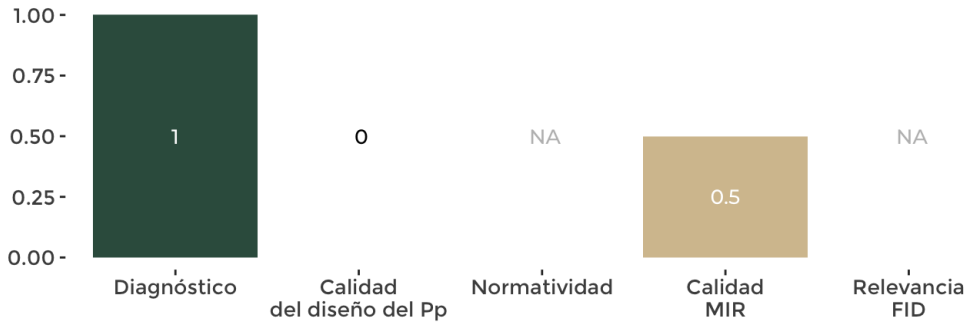 1.00
0.75
0.50
0.25
0.00
1
0
NA
0.5
NA
Diagnóstico
Calidad
del diseño del Pp
Normatividad
Calidad
MIR
Relevancia
FID